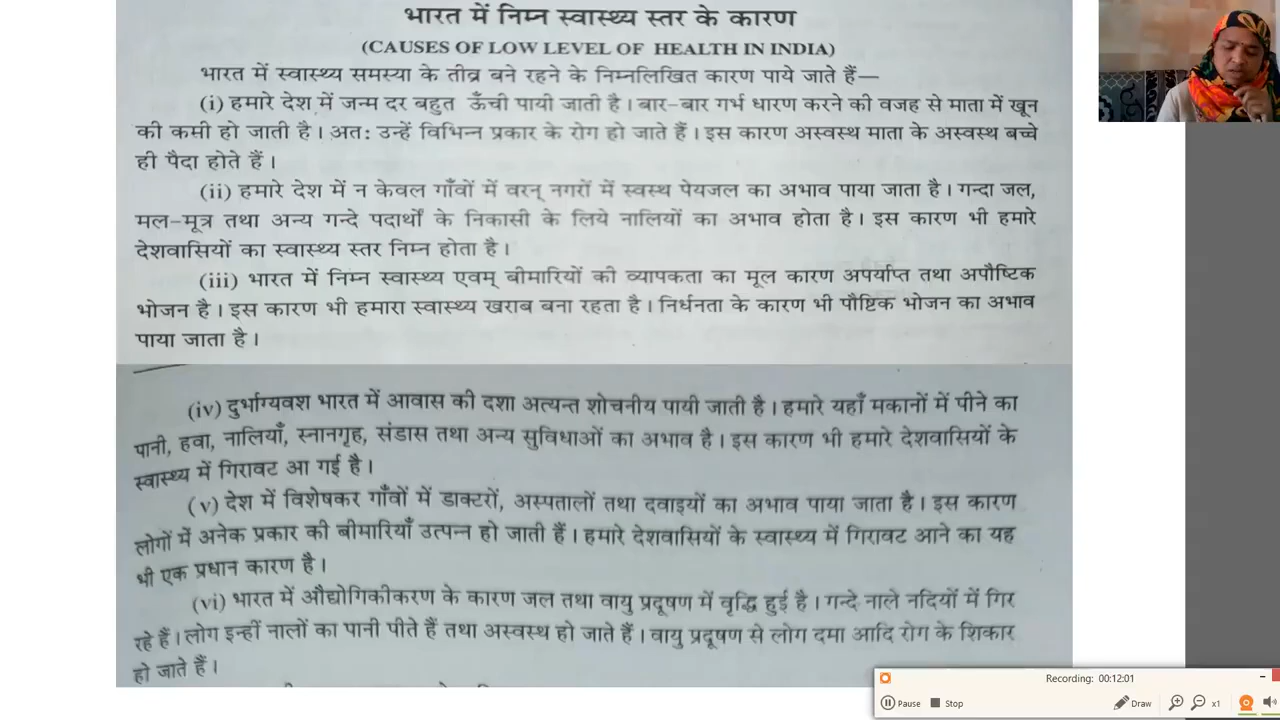 भारत में निम्न स्वास्थ्य स्तर के कारण
(CAUSES OF LOW LEVEL OF HEALTH IN INDIA)
भारत में स्वास्थ्य समस्या के तीव्र बने रहने के निम्नलिखित कारण पाये जाते हैं—
(i) हमारे देश में जन्म दर बहुत ऊँची पायी जाती है। बार-बार गर्भ धारण करने की वजह से माता में खून
की कमी हो जाती है। अत: उन्हें विभिन्न प्रकार के रोग हो जाते हैं। इस कारण अस्वस्थ माता के अस्वस्थ बच्चे
ही पैदा होते हैं।
(ii) हमारे देश में न केवल गाँवों में वरन् नगरों में स्वस्थ पेयजल का अभाव पाया जाता है। गन्दा जल,
मल-मूत्र तथा अन्य गन्दे पदार्थों के निकासी के लिये नालियों का अभाव होता है। इस कारण भी हमारे
देशवासियों का स्वास्थ्य स्तर निम्न होता है।
(iii) भारत में निम्न स्वास्थ्य एवम् बीमारियों की व्यापकता का मूल कारण अपर्याप्त तथा अपौष्टिक
भोजन है। इस कारण भी हमारा स्वास्थ्य खराब बना रहता है। निर्धनता के कारण भी पौष्टिक भोजन का अभाव
पाया जाता है।
(iv) दुर्भाग्यवश भारत में आवास की दशा अत्यन्त शोचनीय पायी जाती है। हमारे यहाँ मकानों में पीने का
पानी, हवा, नालियाँ, स्नानगृह, संडास तथा अन्य सुविधाओं का अभाव है। इस कारण भी हमारे देशवासियों के
स्वास्थ्य में गिरावट आ गई है।
(v) देश में विशेषकर गाँवों में डाक्टरों, अस्पतालों तथा दवाइयों का अभाव पाया जाता है। इस कारण
लोगों में अनेक प्रकार की बीमारियाँ उत्पन्न हो जाती हैं। हमारे देशवासियों के स्वास्थ्य में गिरावट आने का यह
भी एक प्रधान कारण है।
(vi) भारत में औद्योगिकीकरण के कारण जल तथा वायु प्रदूषण में वृद्धि हुई है। गन्दे नाले नदियों में गिर
रहे हैं। लोग इन्हीं नालों का पानी पीते हैं तथा अस्वस्थ हो जाते हैं। वायु प्रदूषण से लोग दमा आदि रोग के शिकार
हो जाते हैं।
Recording: 00:12:01
Pause Stop Draw x1